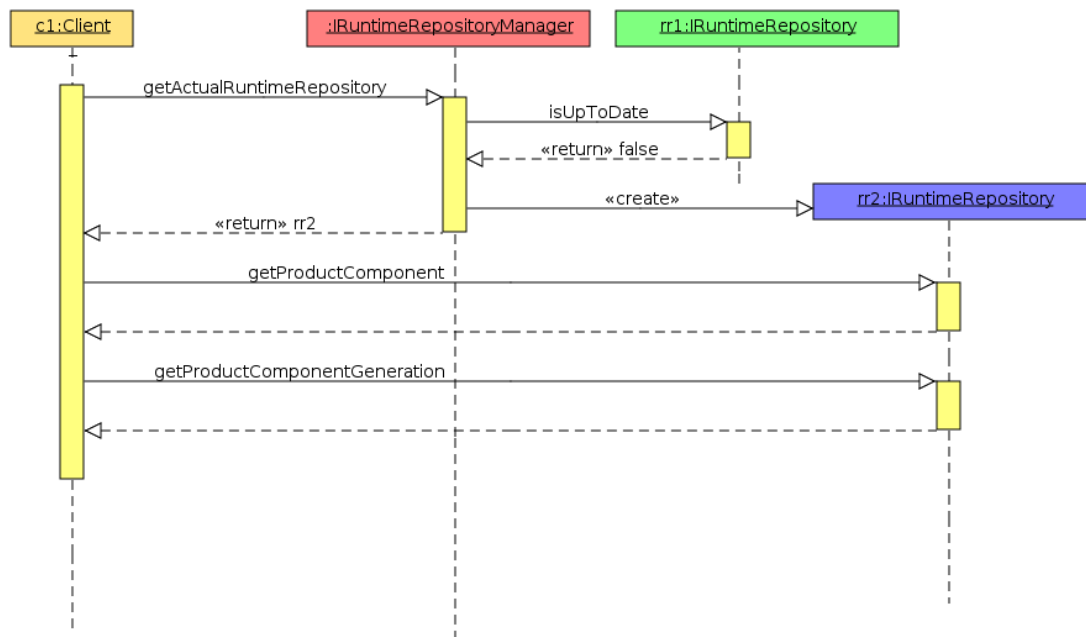 c1:Client
:IRuntimeRepositoryManager
rr1:IRuntimeRepository
getActualRuntimeRepository
isUpToDate
«return» false
«create»
rr2:IRuntimeRepository
«return» rr2
getProductComponent
getProductComponentGeneration